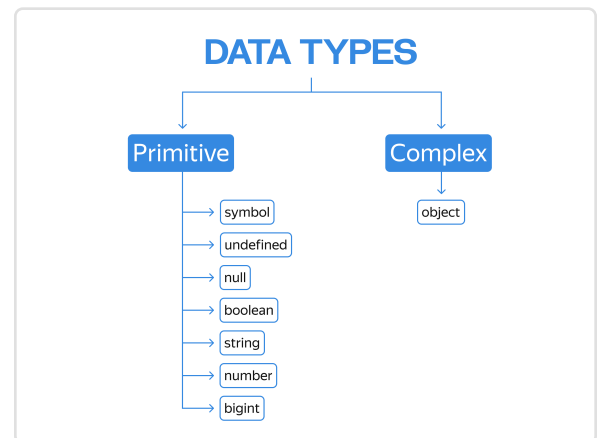 DATA TYPES
Primitive
Complex
symbol
object
undefined
null
boolean
string
number
bigint